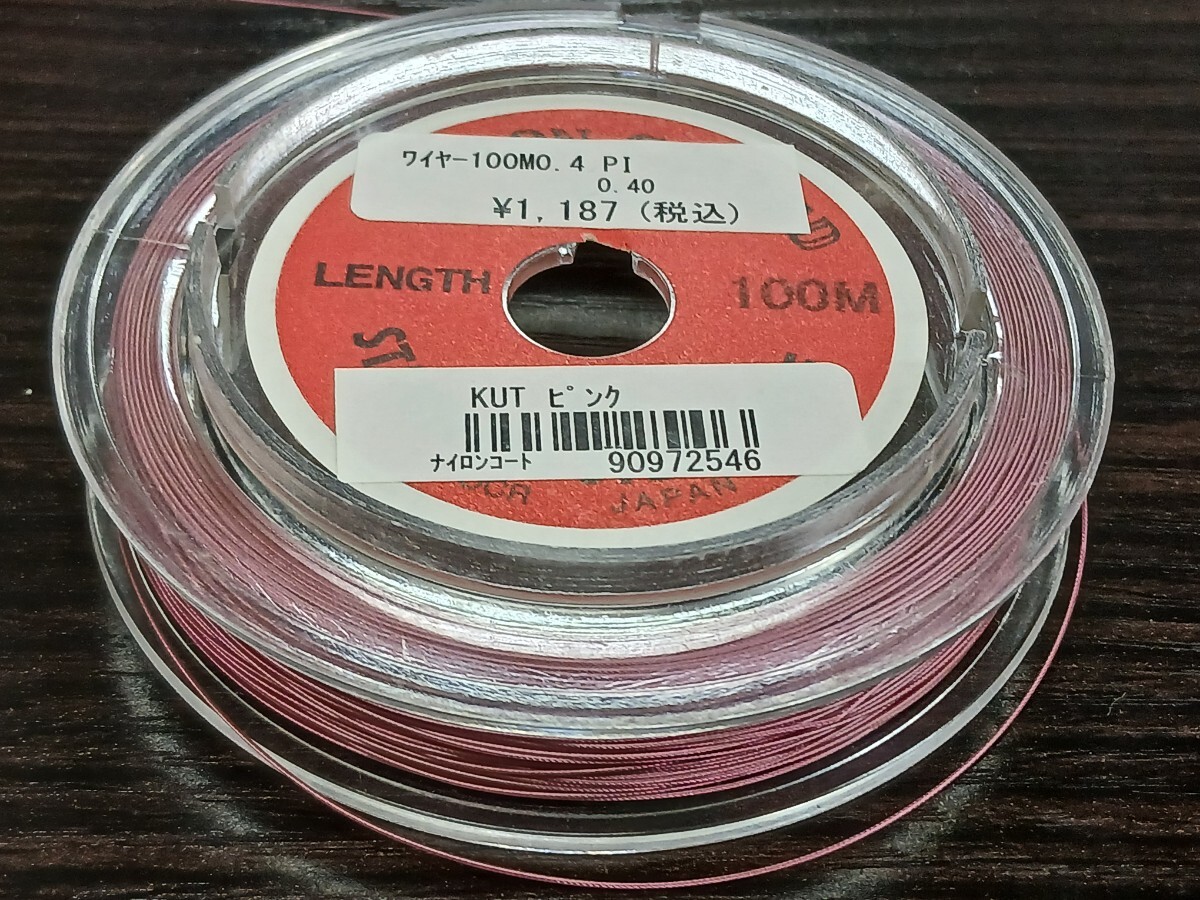 ワイヤー100M0.4 PI
0.40
¥1,187(税込)
LENGTH 100M
KUT ピンク
ナイロンコート 90972546
JAPAN